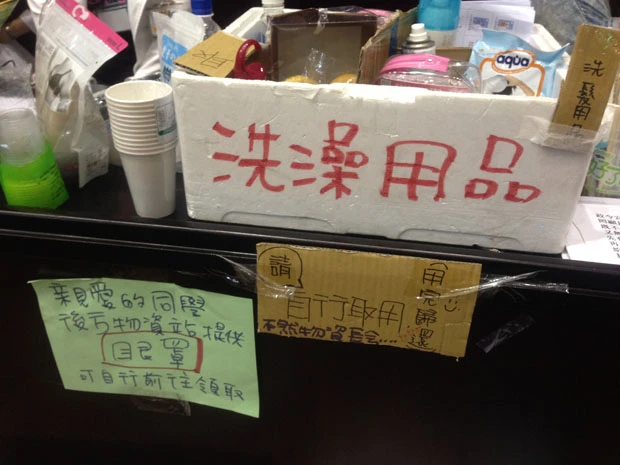 洗髮用品
aqua
洗澡用品
請
自行取用
不然物資長會....
(用完歸還)
親愛的同學
後方物資站提供
眼罩
可自行前往領取